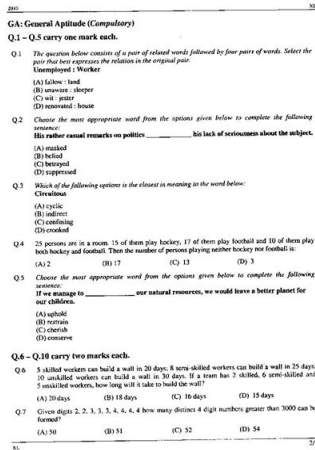 2010
GA: General Aptitude (Compulsory)
Q.1 – Q.5 carry one mark each.
Q.1 The question below consists of a pair of related words followed by four pairs of words. Select the
pair that best expresses the relation in the original pair.
Unemployed : Worker
(A) fallow : land
(B) unaware : sleeper
(C) wit : jester
(D) renovated : house
Q.2 Choose the most appropriate word from the options given below to complete the following
sentence:
His rather casual remarks on politics ____________ his lack of seriousness about the subject.
(A) masked
(B) belied
(C) betrayed
(D) suppressed
Q.3 Which of the following options is the closest in meaning to the word below:
Circuitous
(A) cyclic
(B) indirect
(C) confusing
(D) crooked
Q.4 25 persons are in a room. 15 of them play hockey, 17 of them play football and 10 of them play
both hockey and football. Then the number of persons playing neither hockey nor football is:
(A) 2 (B) 17 (C) 13 (D) 3
Q.5 Choose the most appropriate word from the options given below to complete the following
sentence:
If we manage to ____________ our natural resources, we would leave a better planet for
our children.
(A) uphold
(B) restrain
(C) cherish
(D) conserve
Q.6 – Q.10 carry two marks each.
Q.6 5 skilled workers can build a wall in 20 days; 8 semi-skilled workers can build a wall in 25 days;
10 unskilled workers can build a wall in 30 days. If a team has 2 skilled, 6 semi-skilled and
5 unskilled workers, how long will it take to build the wall?
(A) 20 days (B) 18 days (C) 16 days (D) 15 days
Q.7 Given digits 2, 2, 3, 3, 3, 4, 4, 4, 4 how many distinct 4 digit numbers greater than 3000 can be
formed?
(A) 50 (B) 51 (C) 52 (D) 54
XL
2/